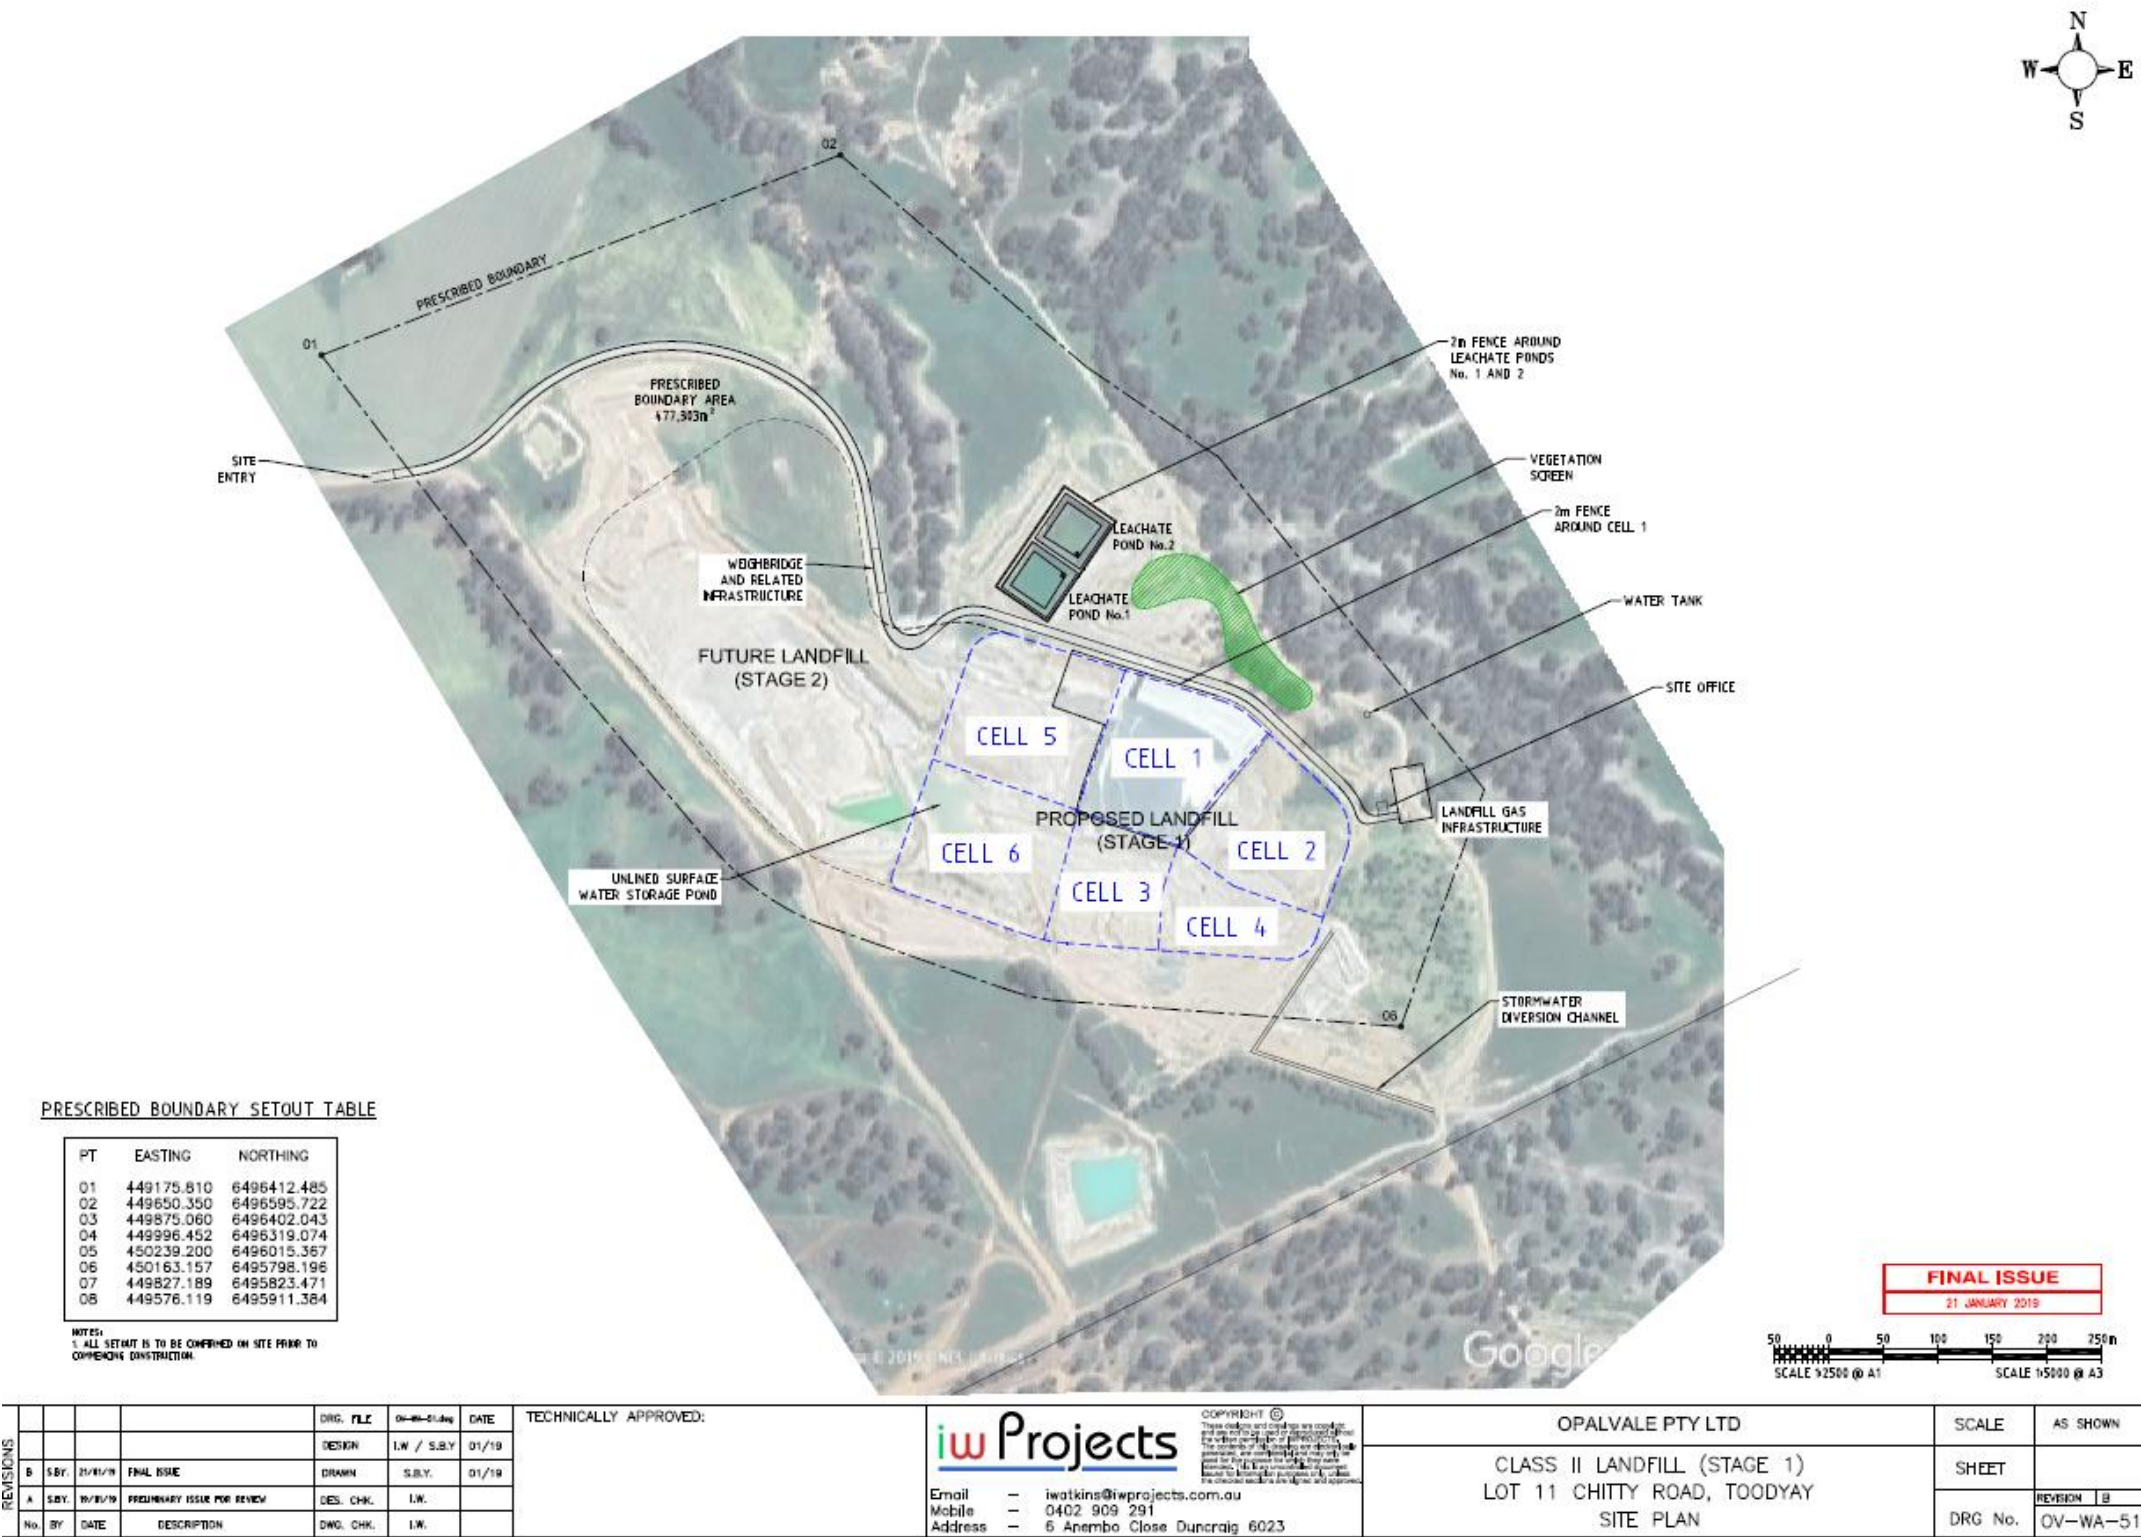 N
W E
S
02
PRESCRIBED BOUNDARY
01
PRESCRIBED
BOUNDARY AREA
477,303m²
SITE
ENTRY
2m FENCE AROUND
LEACHATE PONDS
No. 1 AND 2
VEGETATION
SCREEN
2m FENCE
AROUND CELL 1
WATER TANK
SITE OFFICE
LEACHATE
POND No.2
LEACHATE
POND No.1
WEIGHBRIDGE
AND RELATED
INFRASTRUCTURE
FUTURE LANDFILL
(STAGE 2)
CELL 5
CELL 1
PROPOSED LANDFILL
(STAGE 1)
CELL 6
CELL 2
CELL 3
CELL 4
LANDFILL GAS
INFRASTRUCTURE
UNLINED SURFACE
WATER STORAGE POND
06
STORMWATER
DIVERSION CHANNEL
PRESCRIBED BOUNDARY SETOUT TABLE
PT EASTING NORTHING
01 449175.810 6496412.485
02 449650.350 6496595.722
03 449875.060 6496402.043
04 449996.452 6496319.074
05 450239.200 6496015.367
06 450163.157 6495798.196
07 449827.189 6495823.471
08 449576.119 6495911.384
NOTES:
1. ALL SETOUT IS TO BE CONFIRMED ON SITE PRIOR TO
COMMENCING CONSTRUCTION.
Google
FINAL ISSUE
21 JANUARY 2019
50 0 50 100 150 200 250m
SCALE 1:2500 @ A1 SCALE 1:5000 @ A3
REVISIONS
B S.B.Y. 21/01/19 FINAL ISSUE
A S.B.Y. 19/01/19 PRELIMINARY ISSUE FOR REVIEW
No. BY DATE DESCRIPTION
DRG. FILE OV-WA-51.dwg DATE
DESIGN I.W / S.B.Y 01/19
DRAWN S.B.Y. 01/19
DES. CHK. I.W.
DWG. CHK. I.W.
TECHNICALLY APPROVED:
iw Projects
Email – iwatkins@iwprojects.com.au
Mobile – 0402 909 291
Address – 6 Anembo Close Duncraig 6023
COPYRIGHT ©
OPALVALE PTY LTD
CLASS II LANDFILL (STAGE 1)
LOT 11 CHITTY ROAD, TOODYAY
SITE PLAN
SCALE AS SHOWN
SHEET
REVISION B
DRG No. OV-WA-51